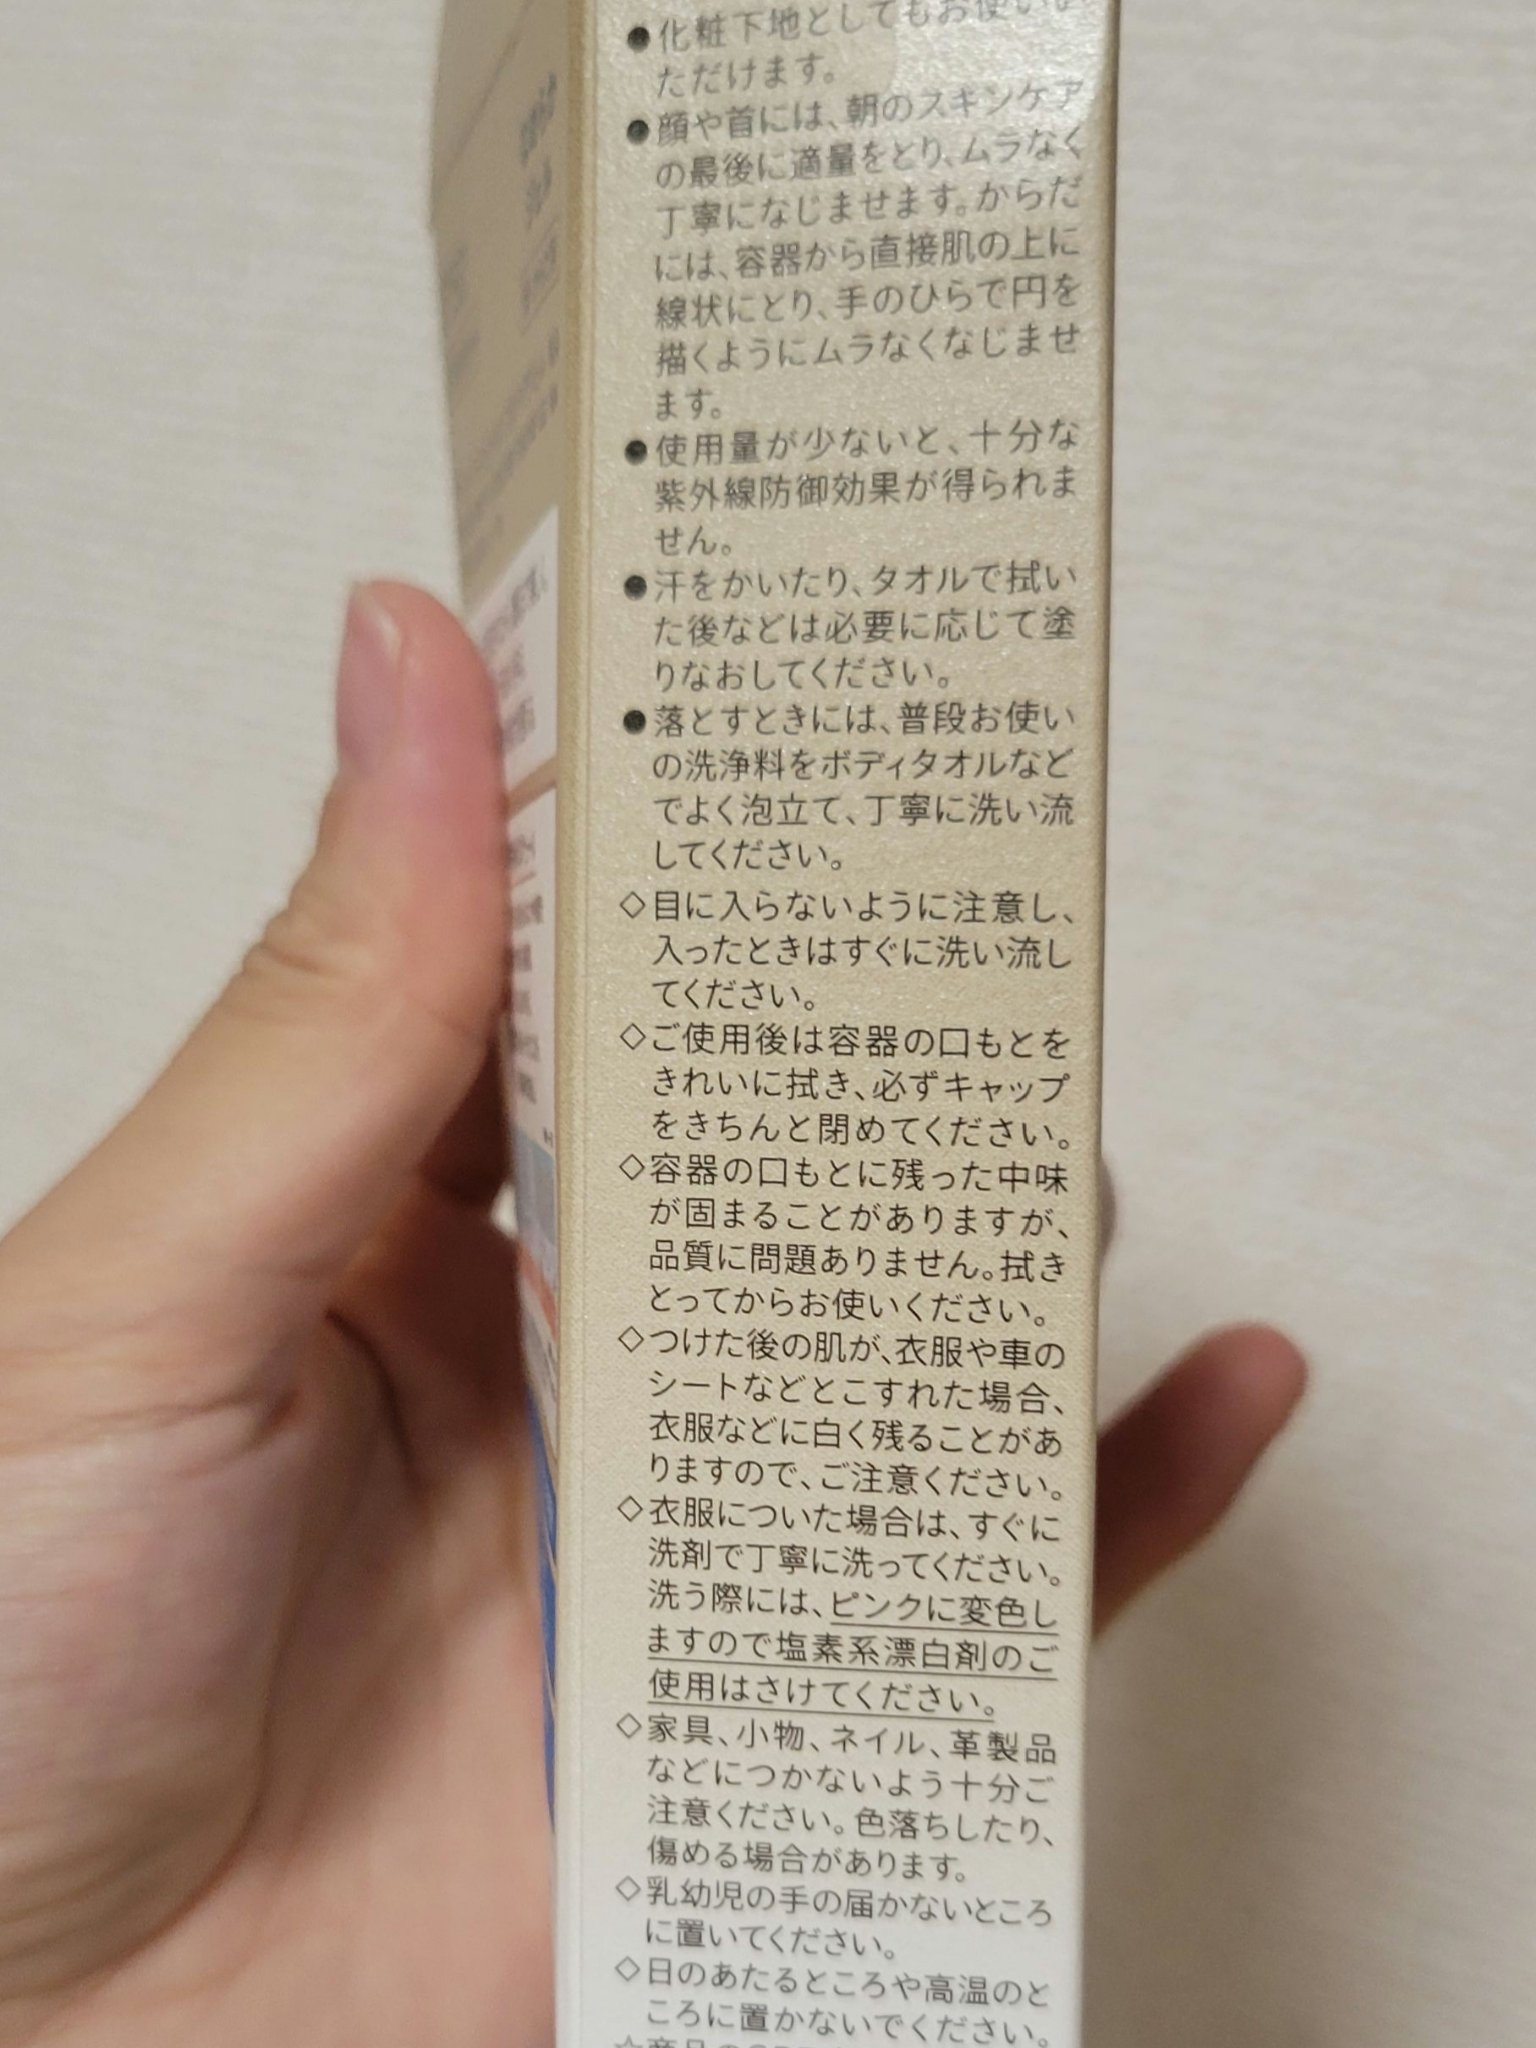 ●化粧下地としてもお使い
ただけます。
●顔や首には、朝のスキンケア
の最後に適量をとり、ムラなく
丁寧になじませます。からだ
には、容器から直接肌の上に
線状にとり、手のひらで円を
描くようにムラなくなじませ
ます。
●使用量が少ないと、十分な
紫外線防御効果が得られま
せん。
●汗をかいたり、タオルで拭い
た後などは必要に応じて塗
りなおしてください。
●落とすときには、普段お使い
の洗浄料をボディタオルなど
でよく泡立て、丁寧に洗い流
してください。
◇目に入らないように注意し、
入ったときはすぐに洗い流し
てください。
◇ご使用後は容器の口もとを
きれいに拭き、必ずキャップ
をきちんと閉めてください。
◇容器の口もとに残った中味
が固まることがありますが、
品質に問題ありません。拭き
とってからお使いください。
◇つけた後の肌が、衣服や車の
シートなどとこすれた場合、
衣服などに白く残ることがあ
りますので、ご注意ください。
◇衣服についた場合は、すぐに
洗剤で丁寧に洗ってください。
洗う際には、ピンクに変色し
ますので塩素系漂白剤のご
使用はさけてください。
◇家具、小物、ネイル、革製品
などにつかないよう十分ご
注意ください。色落ちしたり、
傷める場合があります。
◇乳幼児の手の届かないところ
に置いてください。
◇日のあたるところや高温のと
ころに置かないでください。